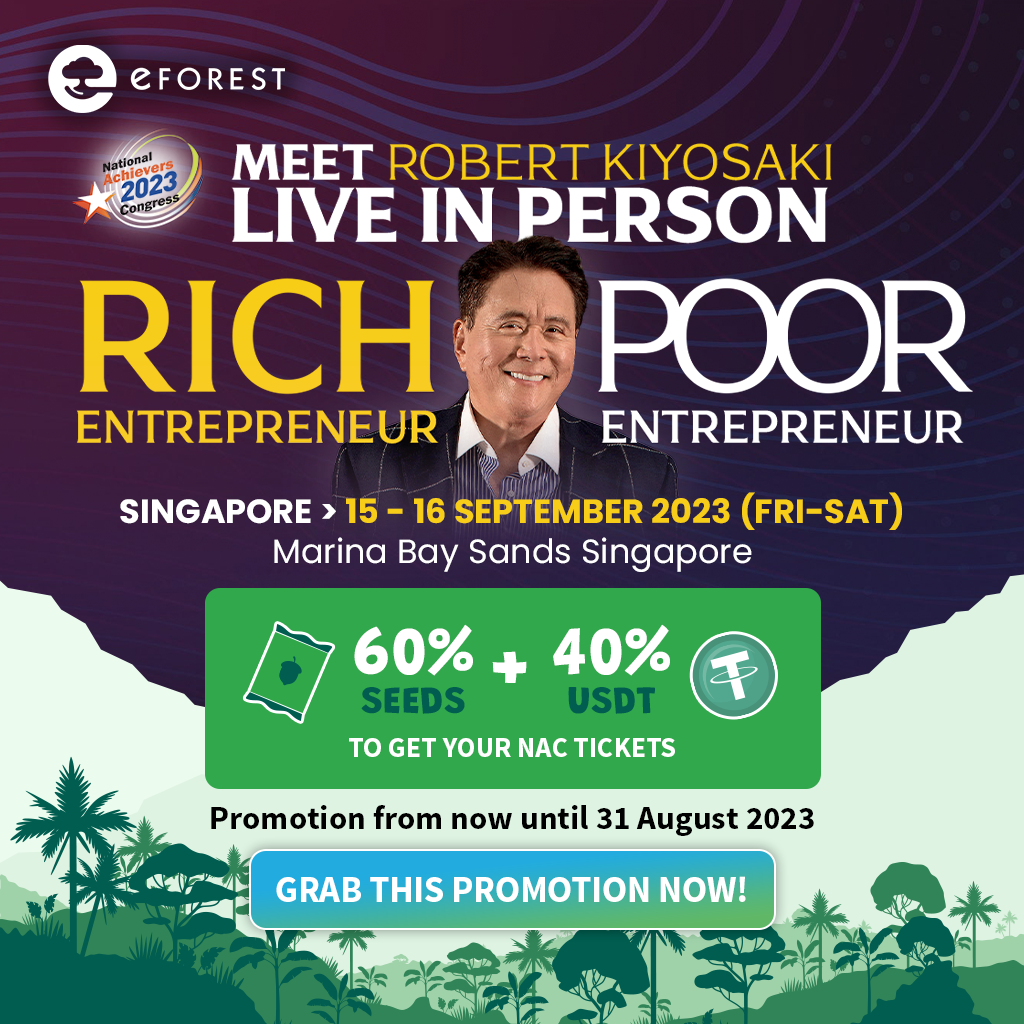 eFOREST
National
Achievers
2023
Congress
MEET ROBERT KIYOSAKI
LIVE IN PERSON
RICH
ENTREPRENEUR
POOR
ENTREPRENEUR
SINGAPORE > 15 - 16 SEPTEMBER 2023 (FRI-SAT)
Marina Bay Sands Singapore
60% + 40%
SEEDS USDT
TO GET YOUR NAC TICKETS
Promotion from now until 31 August 2023
GRAB THIS PROMOTION NOW!